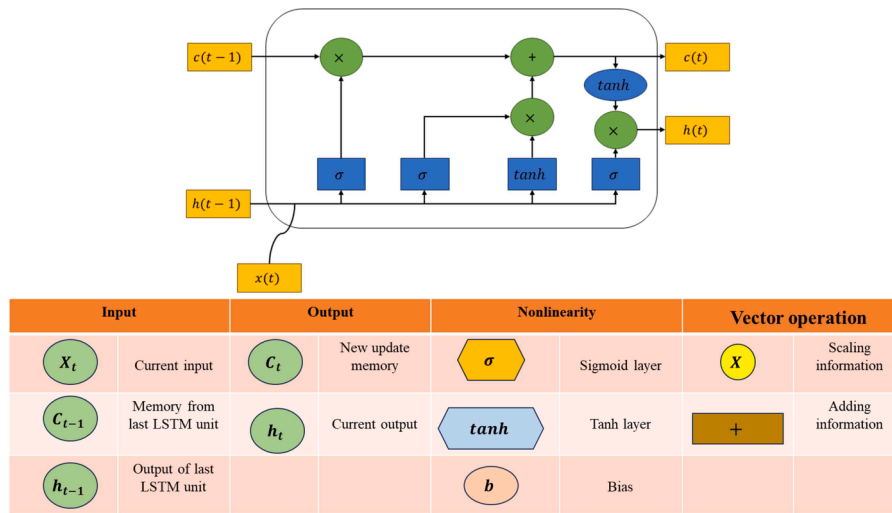 c(t−1)
×
+
c(t)
tanh
×
×
h(t)
σ
σ
tanh
σ
h(t−1)
x(t)
Input
Output
Nonlinearity
Vector operation
X_t
Current input
C_t
New update
memory
σ
Sigmoid layer
X
Scaling
information
C_{t−1}
Memory from
last LSTM unit
h_t
Current output
tanh
Tanh layer
+
Adding
information
h_{t−1}
Output of last
LSTM unit
b
Bias